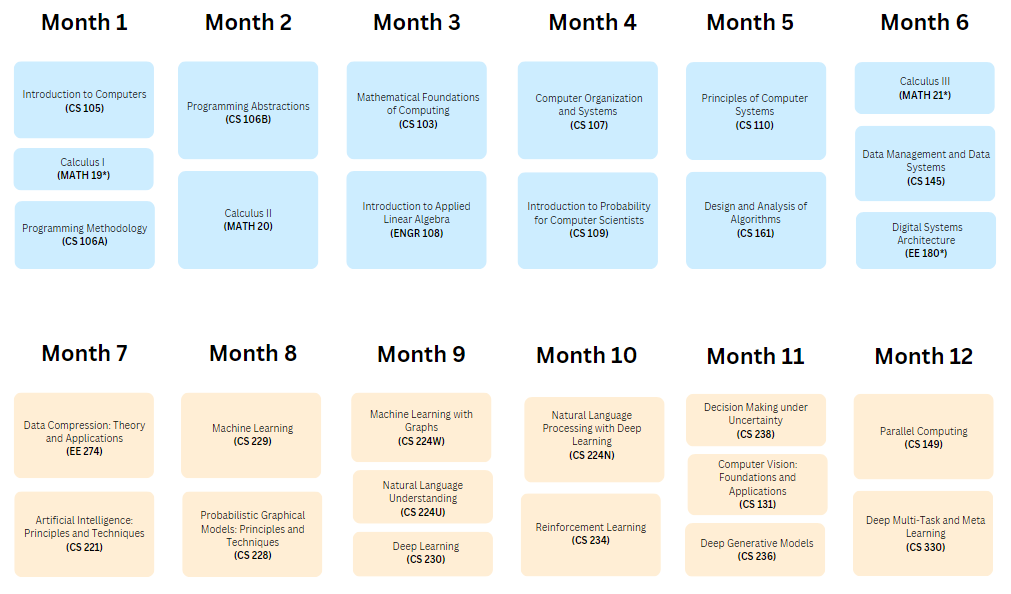 Month 1
Month 2
Month 3
Month 4
Month 5
Month 6
Introduction to Computers
(CS 105)
Calculus I
(MATH 19*)
Programming Methodology
(CS 106A)
Programming Abstractions
(CS 106B)
Calculus II
(MATH 20)
Mathematical Foundations
of Computing
(CS 103)
Introduction to Applied
Linear Algebra
(ENGR 108)
Computer Organization
and Systems
(CS 107)
Introduction to Probability
for Computer Scientists
(CS 109)
Principles of Computer
Systems
(CS 110)
Design and Analysis of
Algorithms
(CS 161)
Calculus III
(MATH 21*)
Data Management and Data
Systems
(CS 145)
Digital Systems
Architecture
(EE 180*)
Month 7
Month 8
Month 9
Month 10
Month 11
Month 12
Data Compression: Theory
and Applications
(EE 274)
Artificial Intelligence:
Principles and Techniques
(CS 221)
Machine Learning
(CS 229)
Probabilistic Graphical
Models: Principles and
Techniques
(CS 228)
Machine Learning with
Graphs
(CS 224W)
Natural Language
Understanding
(CS 224U)
Deep Learning
(CS 230)
Natural Language
Processing with Deep
Learning
(CS 224N)
Reinforcement Learning
(CS 234)
Decision Making under
Uncertainty
(CS 238)
Computer Vision:
Foundations and
Applications
(CS 131)
Deep Generative Models
(CS 236)
Parallel Computing
(CS 149)
Deep Multi-Task and Meta
Learning
(CS 330)